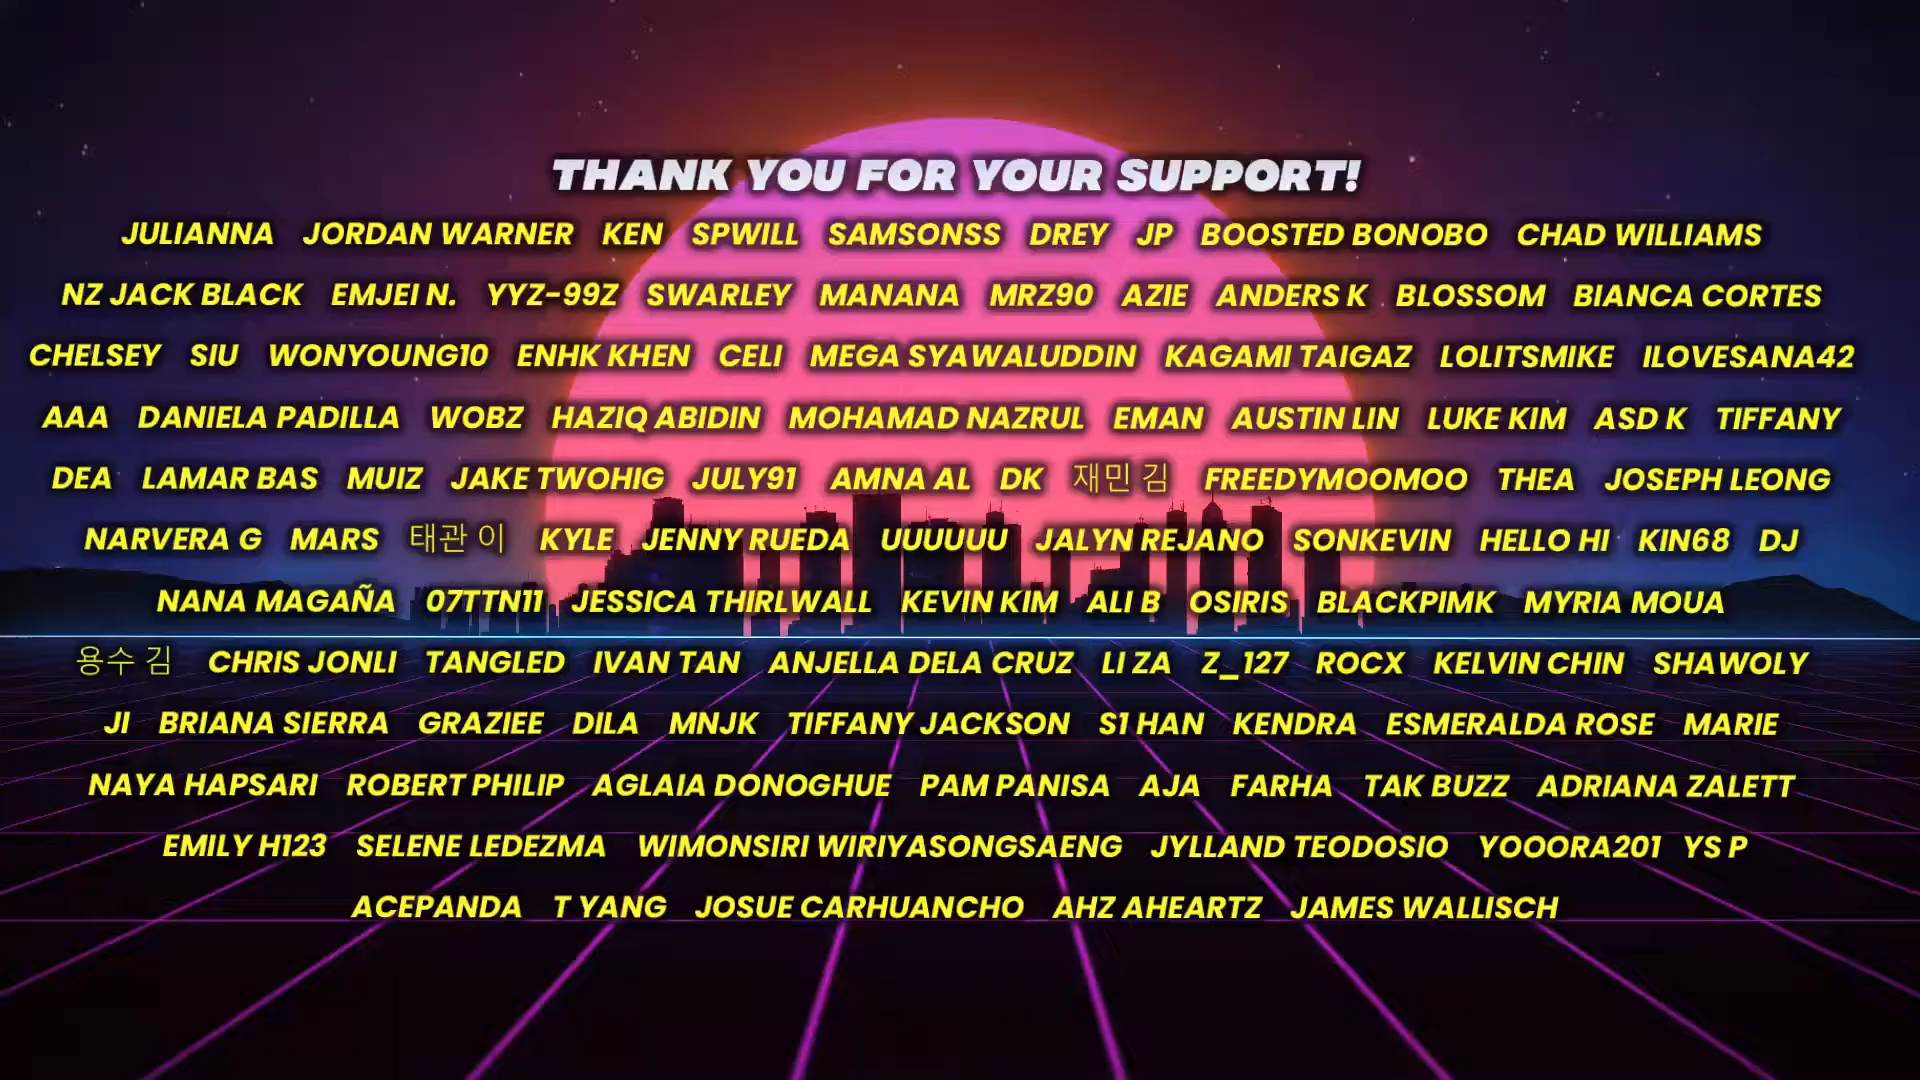 THANK YOU FOR YOUR SUPPORT!
JULIANNA JORDAN WARNER KEN SPWILL SAMSONSS DREY JP BOOSTED BONOBO CHAD WILLIAMS
NZ JACK BLACK EMJEI N. YYZ-99Z SWARLEY MANANA MRZ90 AZIE ANDERS K BLOSSOM BIANCA CORTES
CHELSEY SIU WONYOUNG10 ENHK KHEN CELI MEGA SYAWALUDDIN KAGAMI TAIGAZ LOLITSMIKE ILOVESANA42
AAA DANIELA PADILLA WOBZ HAZIQ ABIDIN MOHAMAD NAZRUL EMAN AUSTIN LIN LUKE KIM ASD K TIFFANY
DEA LAMAR BAS MUIZ JAKE TWOHIG JULY91 AMNA AL DK 재민 김 FREEDYMOOMOO THEA JOSEPH LEONG
NARVERA G MARS 태관 이 KYLE JENNY RUEDA UUUUUU JALYN REJANO SONKEVIN HELLO HI KIN68 DJ
NANA MAGAÑA 07TTN11 JESSICA THIRLWALL KEVIN KIM ALI B OSIRIS BLACKPIMK MYRIA MOUA
용수 김 CHRIS JONLI TANGLED IVAN TAN ANJELLA DELA CRUZ LI ZA Z_127 ROCX KELVIN CHIN SHAWOLY
JI BRIANA SIERRA GRAZIEE DILA MNJK TIFFANY JACKSON S1 HAN KENDRA ESMERALDA ROSE MARIE
NAYA HAPSARI ROBERT PHILIP AGLAIA DONOGHUE PAM PANISA AJA FARHA TAK BUZZ ADRIANA ZALETT
EMILY H123 SELENE LEDEZMA WIMONSIRI WIRIYASONGSAENG JYLLAND TEODOSIO YOOORA201 YS P
ACEPANDA T YANG JOSUE CARHUANCHO AHZ AHEARTZ JAMES WALLISCH